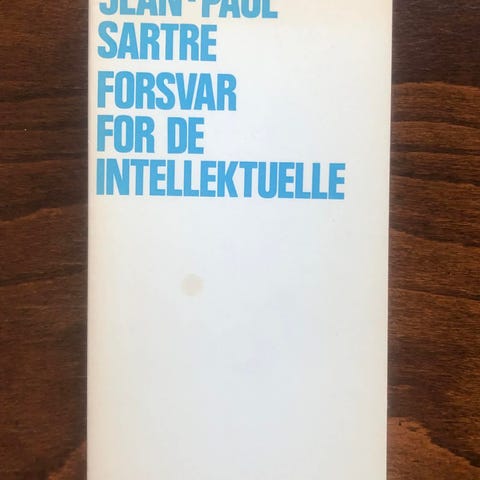 JEAN-PAUL
SARTRE
FORSVAR
FOR DE
INTELLEKTUELLE